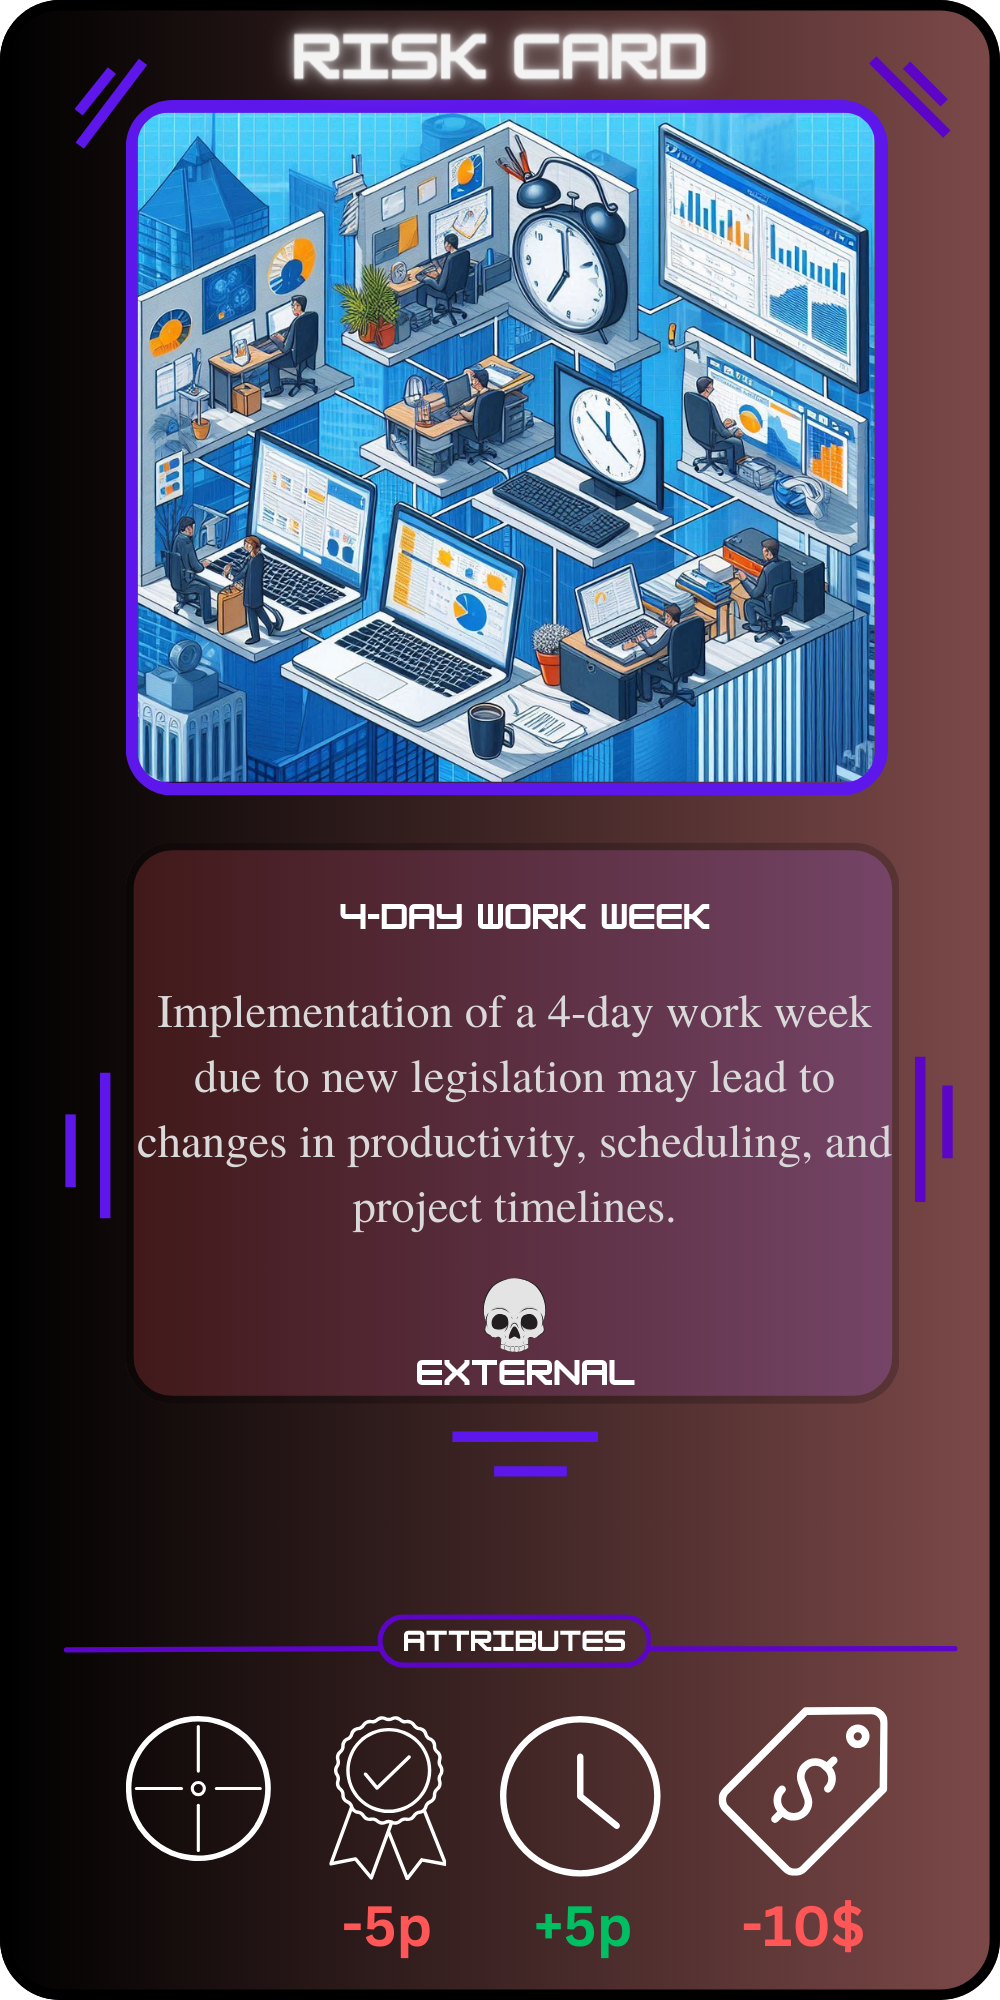 RISK CARD
4-DAY WORK WEEK
Implementation of a 4-day work week
due to new legislation may lead to
changes in productivity, scheduling, and
project timelines.
EXTERNAL
ATTRIBUTES
-5p +5p -10$